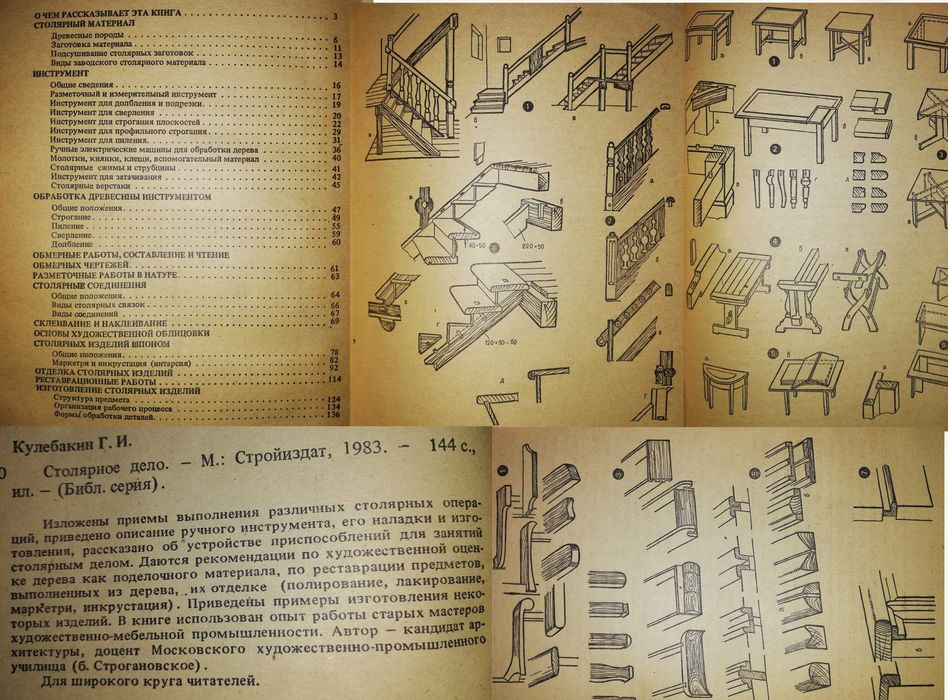 О ЧЕМ РАССКАЗЫВАЕТ ЭТА КНИГА 3
СТОЛЯРНЫЙ МАТЕРИАЛ
Древесные породы 6
Заготовка материала 11
Подсушивание столярных заготовок 13
Виды заводского столярного материала 14
ИНСТРУМЕНТ
Общие сведения 16
Разметочный и измерительный инструмент 17
Инструмент для долбления и подрезки 19
Инструмент для сверления 20
Инструмент для строгания плоскостей 22
Инструмент для профильного строгания 29
Инструмент для пиления 31
Ручные электрические машины для обработки дерева 36
Молотки, киянки, клещи, вспомогательный материал 40
Столярные сжимы и струбцины 41
Инструмент для затачивания 42
Столярные верстаки 45
ОБРАБОТКА ДРЕВЕСИНЫ ИНСТРУМЕНТОМ
Общие положения 47
Строгание 49
Пиление 55
Сверление 59
Долбление 60
ОБМЕРНЫЕ РАБОТЫ, СОСТАВЛЕНИЕ И ЧТЕНИЕ
ОБМЕРНЫХ ЧЕРТЕЖЕЙ 61
РАЗМЕТОЧНЫЕ РАБОТЫ В НАТУРЕ 63
СТОЛЯРНЫЕ СОЕДИНЕНИЯ
Общие положения 64
Виды столярных связок 66
Виды соединений 67
СКЛЕИВАНИЕ И НАКЛЕИВАНИЕ 69
ОСНОВЫ ХУДОЖЕСТВЕННОЙ ОБЛИЦОВКИ
СТОЛЯРНЫХ ИЗДЕЛИЙ ШПОНОМ
Общие положения 78
Маркетри и инкрустация (интарсия) 82
ОТДЕЛКА СТОЛЯРНЫХ ИЗДЕЛИЙ 92
РЕСТАВРАЦИОННЫЕ РАБОТЫ 114
ИЗГОТОВЛЕНИЕ СТОЛЯРНЫХ ИЗДЕЛИЙ
Структура предмета 124
Организация рабочего процесса 134
Формы обработки деталей 136
40-50
220×50
120×50
Кулебакин Г. И.
Столярное дело. – М.: Стройиздат, 1983. – 144 с.,
ил. – (Библ. серия).
Изложены приемы выполнения различных столярных опера-
ций, приведено описание ручного инструмента, его наладки и изго-
товления, рассказано об устройстве приспособлений для занятий
столярным делом. Даются рекомендации по художественной оцен-
ке дерева как поделочного материала, по реставрации предметов,
выполненных из дерева, их отделке (полирование, лакирование,
маркетри, инкрустация). Приведены примеры изготовления неко-
торых изделий. В книге использован опыт работы старых мастеров
художественно-мебельной промышленности. Автор – кандидат ар-
хитектуры, доцент Московского художественно-промышленного
училища (б. Строгановское).
Для широкого круга читателей.